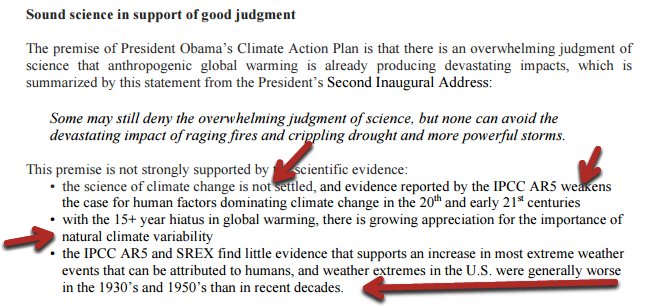 Sound science in support of good judgment
The premise of President Obama's Climate Action Plan is that there is an overwhelming judgment of
science that anthropogenic global warming is already producing devastating impacts, which is
summarized by this statement from the President's Second Inaugural Address:
Some may still deny the overwhelming judgment of science, but none can avoid the
devastating impact of raging fires and crippling drought and more powerful storms.
This premise is not strongly supported by scientific evidence:
• the science of climate change is not settled, and evidence reported by the IPCC AR5 weakens
the case for human factors dominating climate change in the 20th and early 21st centuries
• with the 15+ year hiatus in global warming, there is growing appreciation for the importance of
natural climate variability
• the IPCC AR5 and SREX find little evidence that supports an increase in most extreme weather
events that can be attributed to humans, and weather extremes in the U.S. were generally worse
in the 1930's and 1950's than in recent decades.